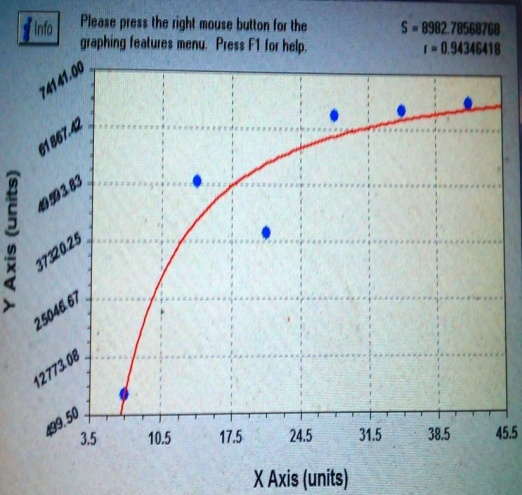 Info
Please press the right mouse button for the
graphing features menu. Press F1 for help.
S = 8982.78568768
r = 0.94346418
Y Axis (units)
74141.00
61867.42
49593.83
37320.25
25046.67
12773.08
499.50
3.5 10.5 17.5 24.5 31.5 38.5 45.5
X Axis (units)